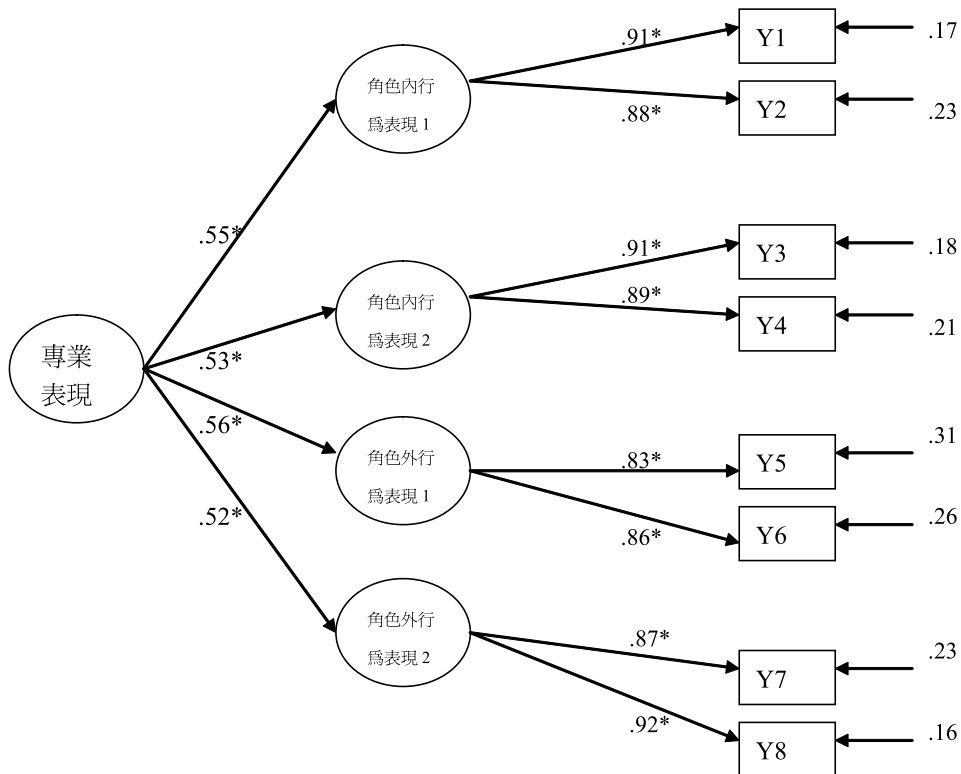 .91*
Y1
.17
角色內行
爲表現 1
.88*
Y2
.23
.55*
.91*
Y3
.18
角色內行
爲表現 2
.89*
Y4
.21
專業
表現
.53*
.56*
角色外行
爲表現 1
.83*
Y5
.31
.86*
Y6
.26
.52*
角色外行
爲表現 2
.87*
Y7
.23
.92*
Y8
.16